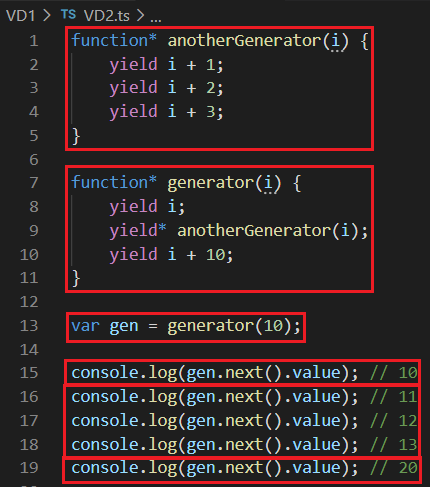 VD1 > TS VD2.ts > ...
1 function* anotherGenerator(i) {
2     yield i + 1;
3     yield i + 2;
4     yield i + 3;
5 }
6
7 function* generator(i) {
8     yield i;
9     yield* anotherGenerator(i);
10     yield i + 10;
11 }
12
13 var gen = generator(10);
14
15 console.log(gen.next().value); // 10
16 console.log(gen.next().value); // 11
17 console.log(gen.next().value); // 12
18 console.log(gen.next().value); // 13
19 console.log(gen.next().value); // 20